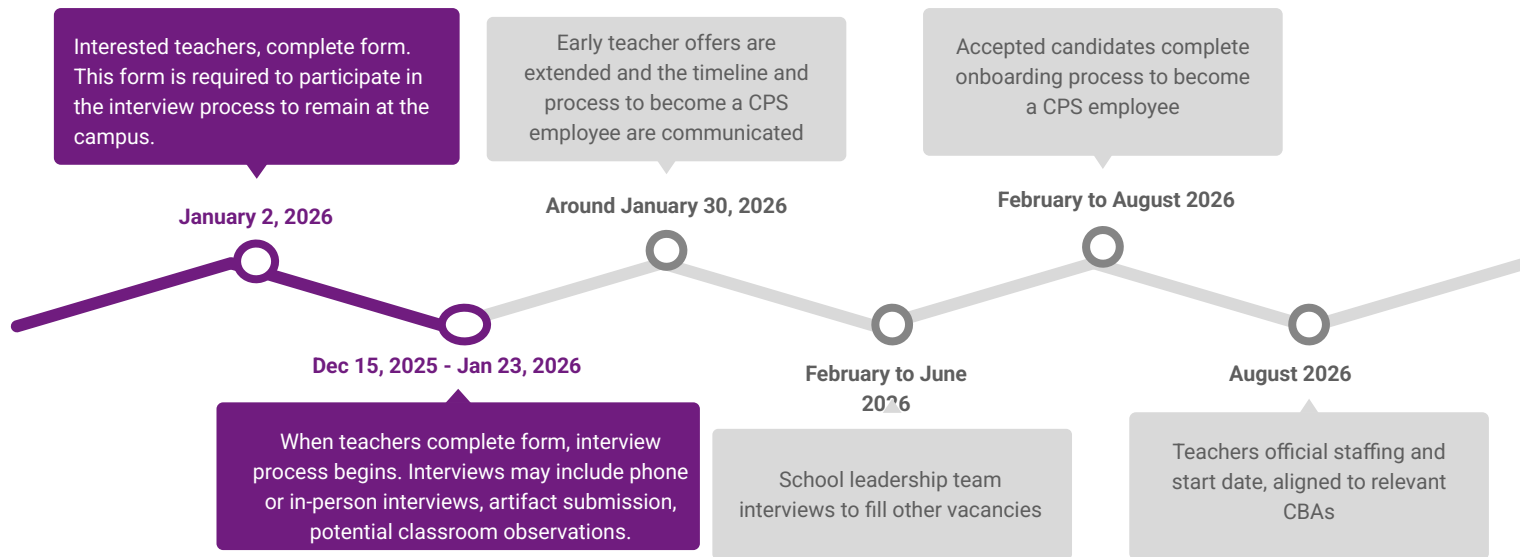 Interested teachers, complete form.
This form is required to participate in
the interview process to remain at the
campus.
January 2, 2026
Dec 15, 2025 - Jan 23, 2026
When teachers complete form, interview
process begins. Interviews may include phone
or in-person interviews, artifact submission,
potential classroom observations.
Early teacher offers are
extended and the timeline and
process to become a CPS
employee are communicated
Around January 30, 2026
February to June
2026
School leadership team
interviews to fill other vacancies
Accepted candidates complete
onboarding process to become
a CPS employee
February to August 2026
August 2026
Teachers official staffing and
start date, aligned to relevant
CBAs